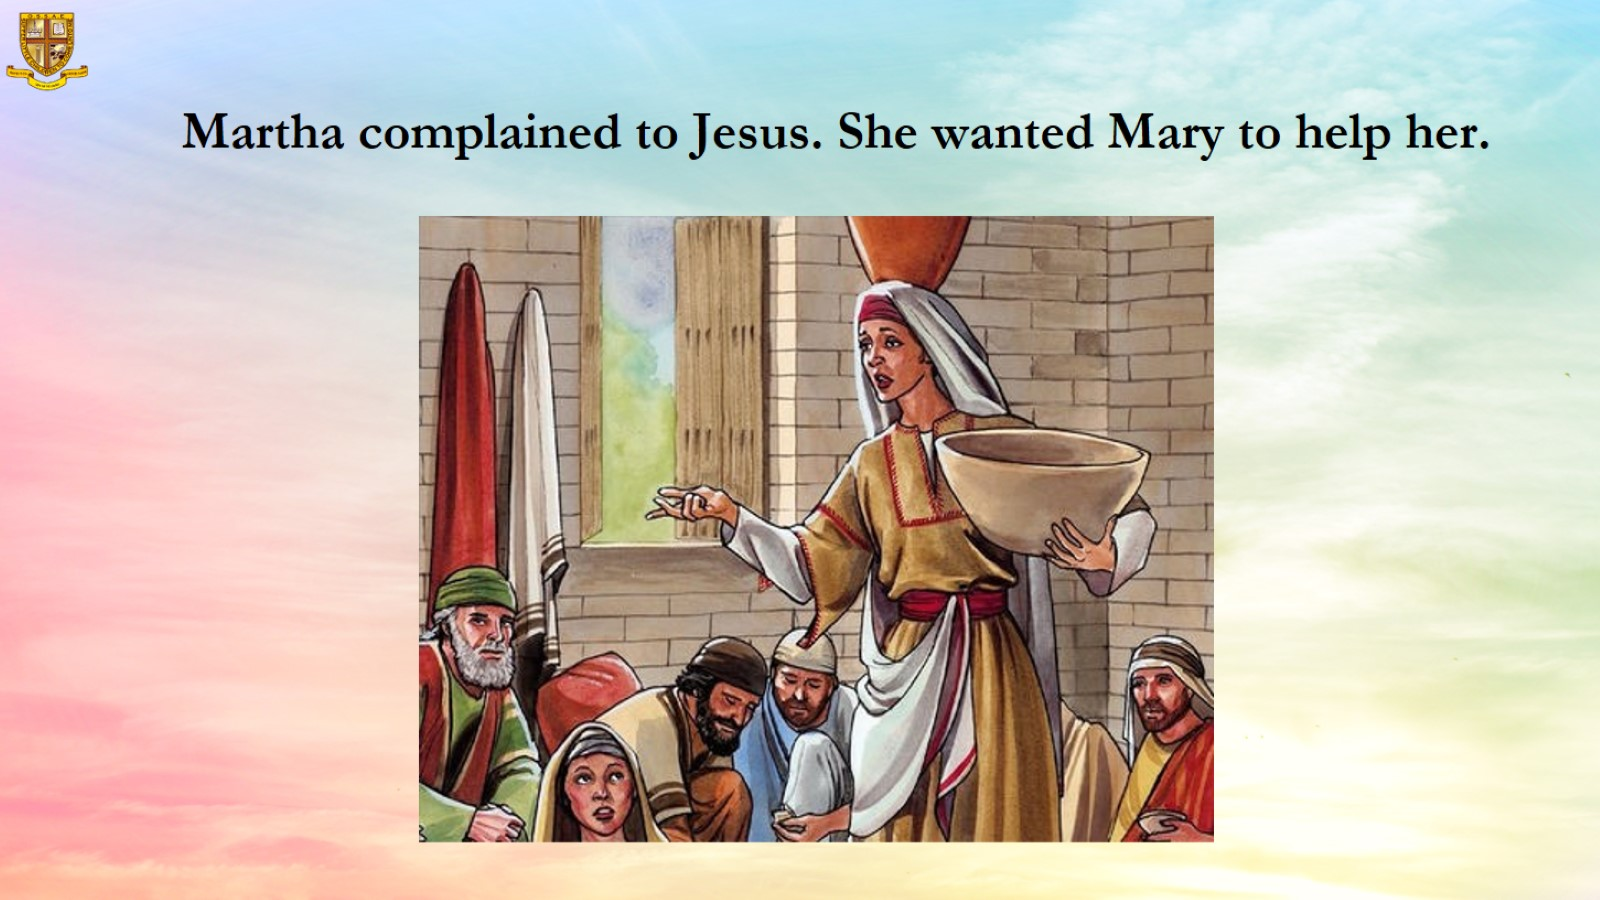 Martha complained to Jesus. She wanted Mary to help her.